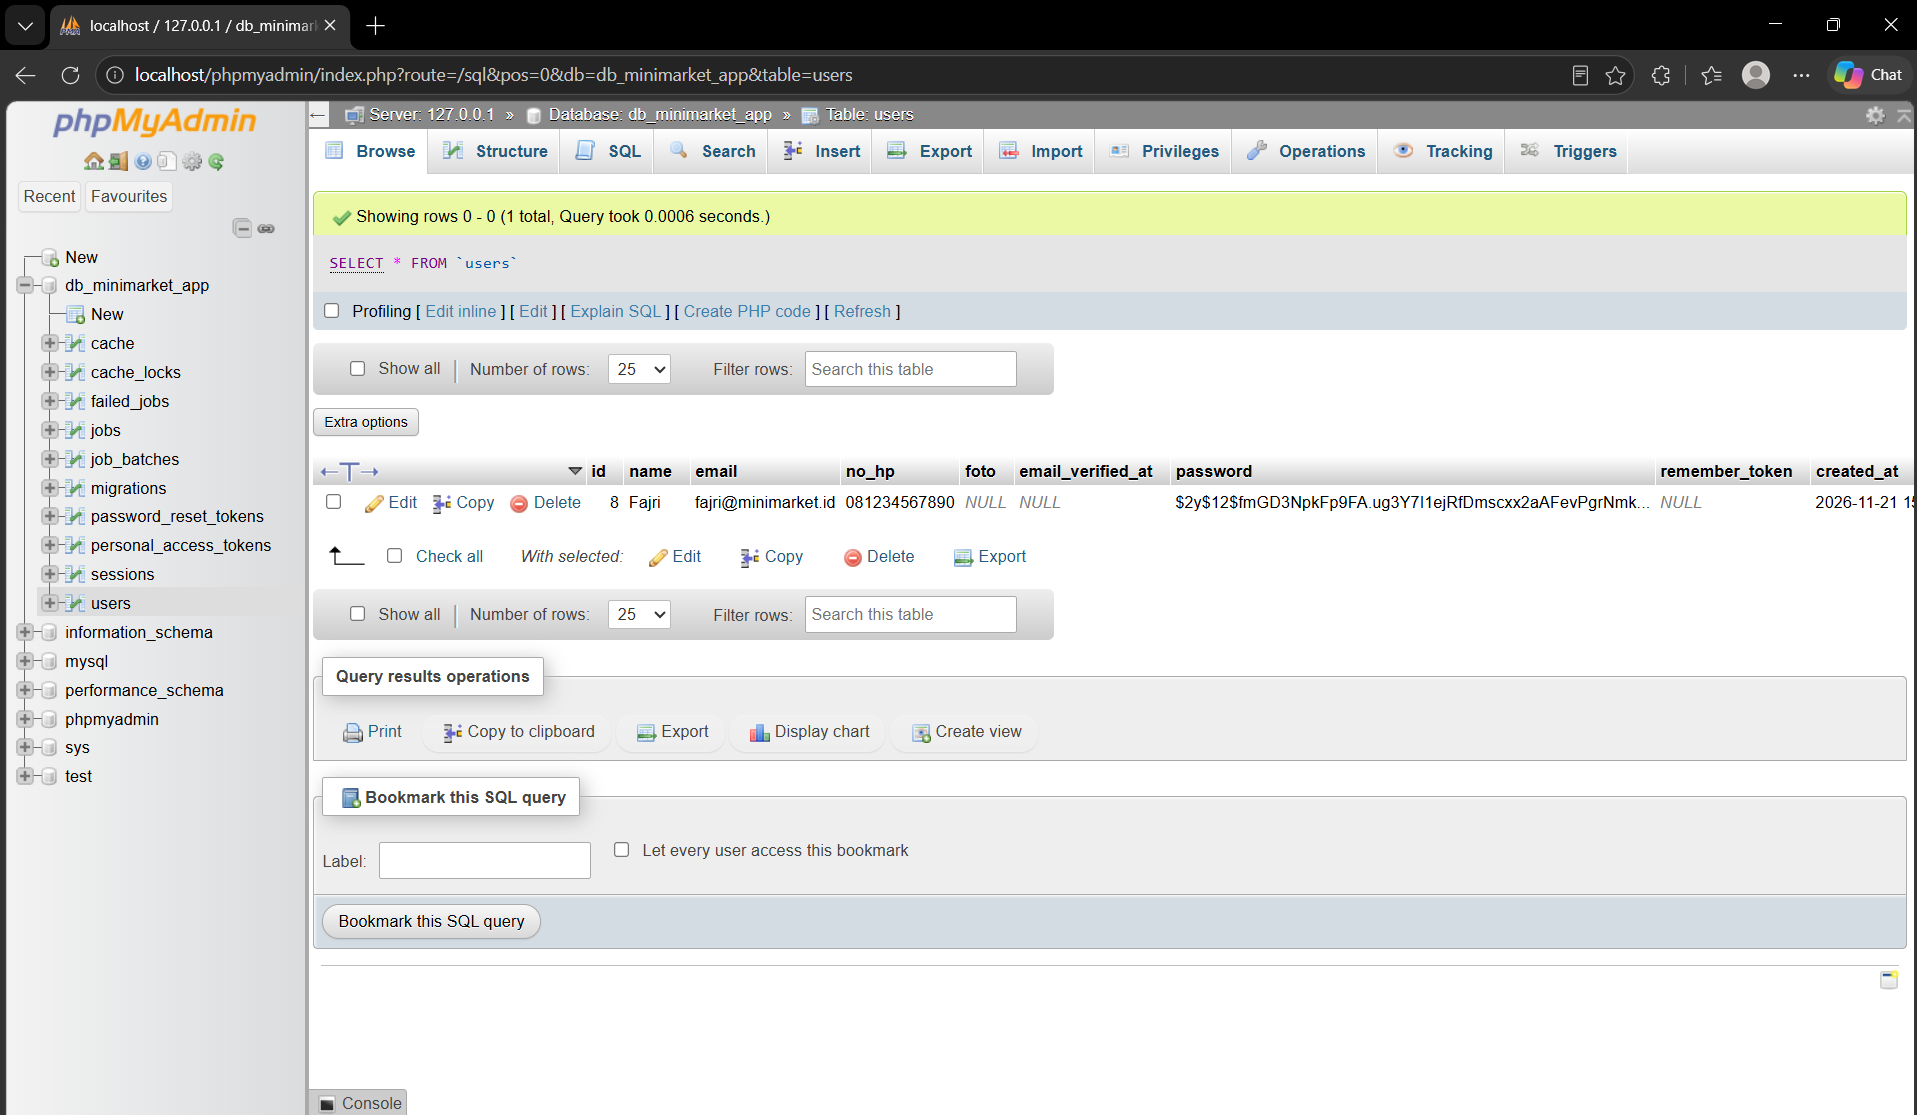 localhost / 127.0.0.1 / db_minimar
localhost/phpmyadmin/index.php?route=/sql&pos=0&db=db_minimarket_app&table=users
Chat
phpMyAdmin
Recent Favourites
New
db_minimarket_app
New
cache
cache_locks
failed_jobs
jobs
job_batches
migrations
password_reset_tokens
personal_access_tokens
sessions
users
information_schema
mysql
performance_schema
phpmyadmin
sys
test
Server: 127.0.0.1 » Database: db_minimarket_app » Table: users
Browse Structure SQL Search Insert Export Import Privileges Operations Tracking Triggers
Showing rows 0 - 0 (1 total, Query took 0.0006 seconds.)
SELECT * FROM `users`
Profiling [ Edit inline ] [ Edit ] [ Explain SQL ] [ Create PHP code ] [ Refresh ]
Show all Number of rows: 25 Filter rows: Search this table
Extra options
id name email no_hp foto email_verified_at password remember_token created_at
Edit Copy Delete 8 Fajri fajri@minimarket.id 081234567890 NULL NULL $2y$12$fmGD3NpkFp9FA.ug3Y7I1ejRfDmscxx2aAFevPgrNmk... NULL 2026-11-21 15
Check all With selected: Edit Copy Delete Export
Show all Number of rows: 25 Filter rows: Search this table
Query results operations
Print Copy to clipboard Export Display chart Create view
Bookmark this SQL query
Label: Let every user access this bookmark
Bookmark this SQL query
Console